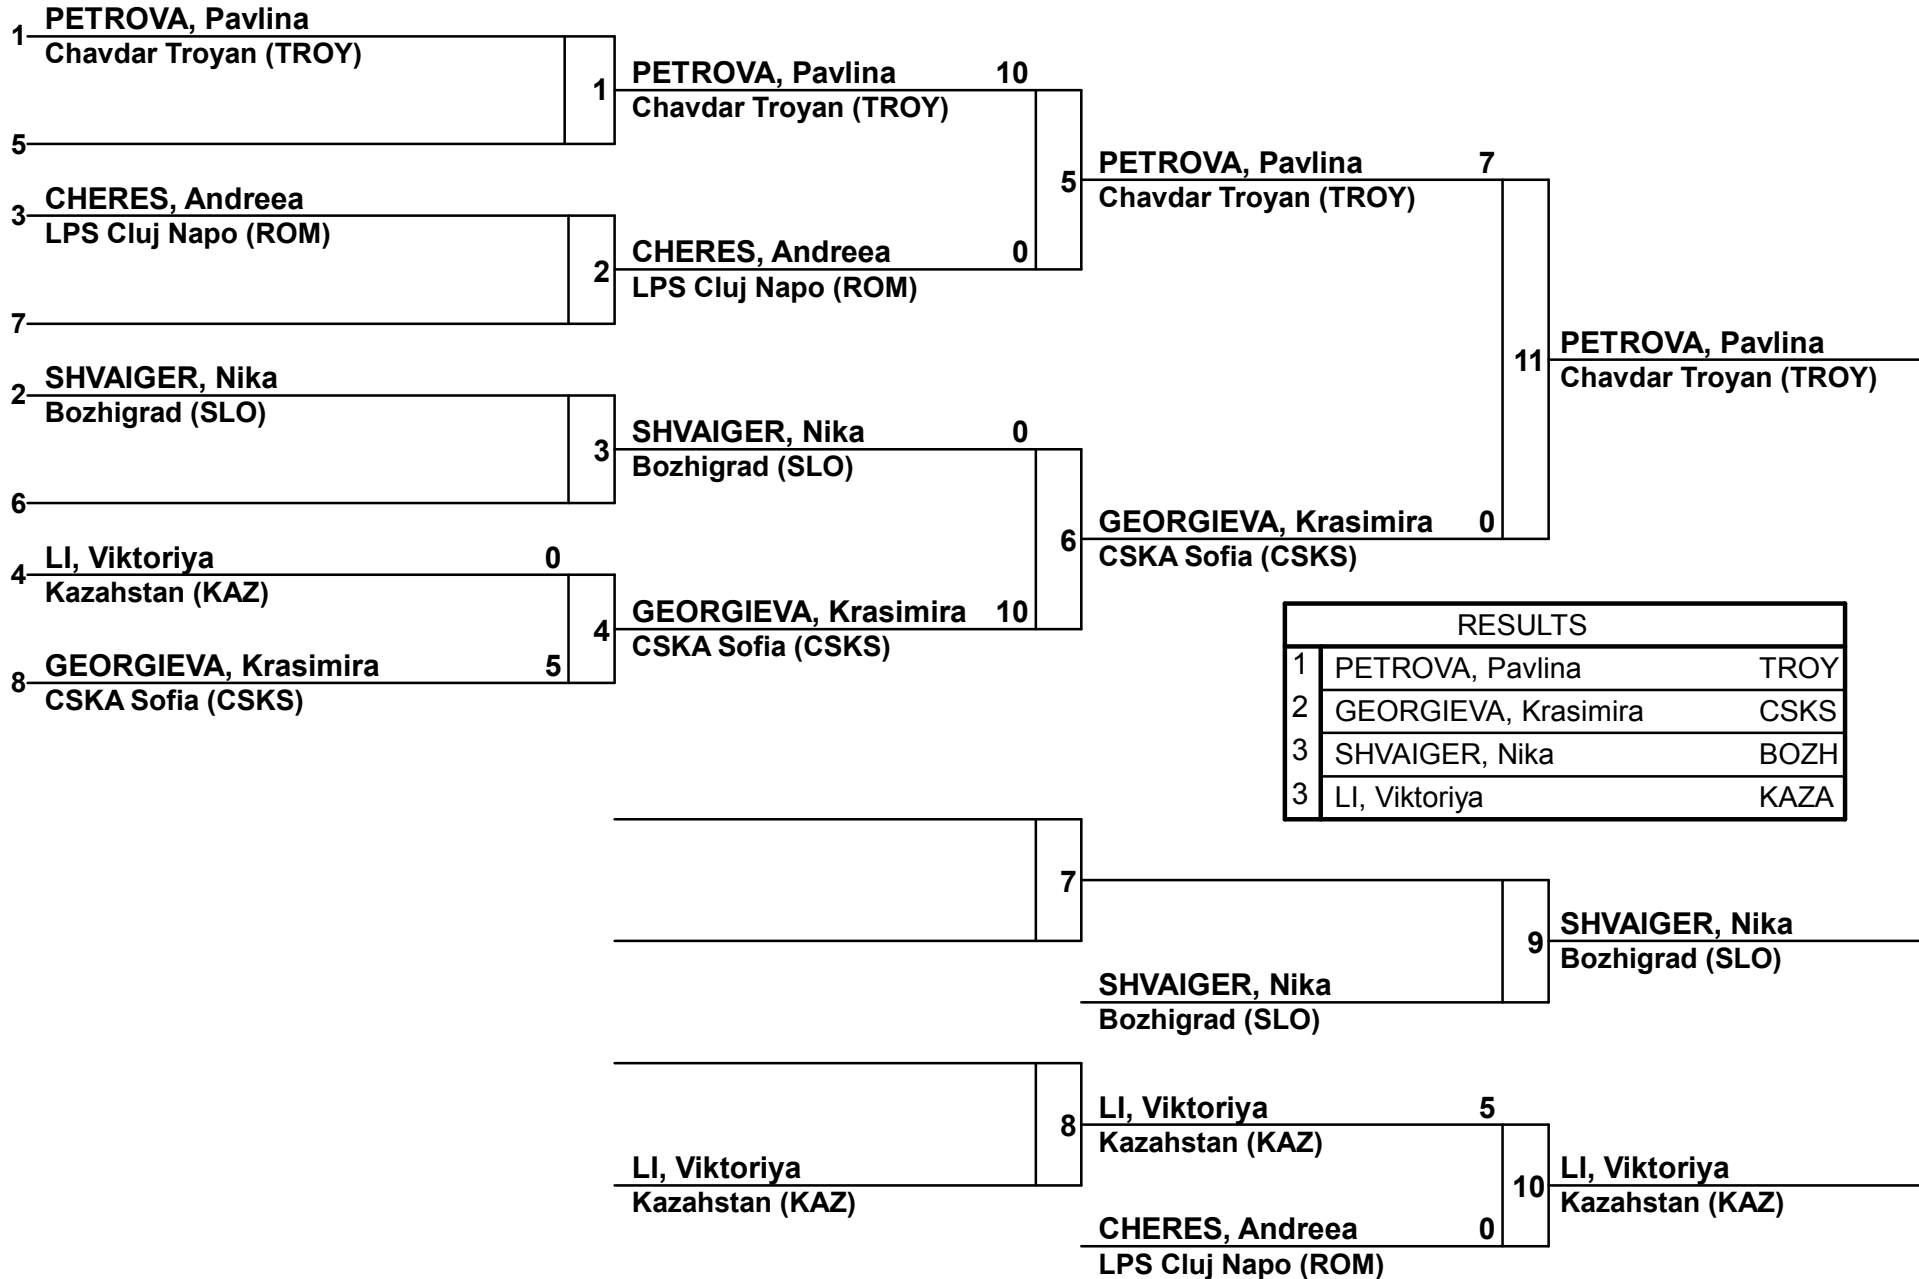 1 PETROVA, Pavlina
Chavdar Troyan (TROY)
1 PETROVA, Pavlina 10
Chavdar Troyan (TROY)
5
5 PETROVA, Pavlina 7
Chavdar Troyan (TROY)
3 CHERES, Andreea
LPS Cluj Napo (ROM)
2 CHERES, Andreea 0
LPS Cluj Napo (ROM)
7
11 PETROVA, Pavlina
Chavdar Troyan (TROY)
2 SHVAIGER, Nika
Bozhigrad (SLO)
3 SHVAIGER, Nika 0
Bozhigrad (SLO)
6
6 GEORGIEVA, Krasimira 0
CSKA Sofia (CSKS)
4 LI, Viktoriya 0
Kazahstan (KAZ)
4 GEORGIEVA, Krasimira 10
CSKA Sofia (CSKS)
8 GEORGIEVA, Krasimira 5
CSKA Sofia (CSKS)
RESULTS
1 PETROVA, Pavlina TROY
2 GEORGIEVA, Krasimira CSKS
3 SHVAIGER, Nika BOZH
3 LI, Viktoriya KAZA
7
9 SHVAIGER, Nika
Bozhigrad (SLO)
SHVAIGER, Nika
Bozhigrad (SLO)
8 LI, Viktoriya 5
Kazahstan (KAZ)
LI, Viktoriya
Kazahstan (KAZ)
10 LI, Viktoriya
Kazahstan (KAZ)
CHERES, Andreea 0
LPS Cluj Napo (ROM)